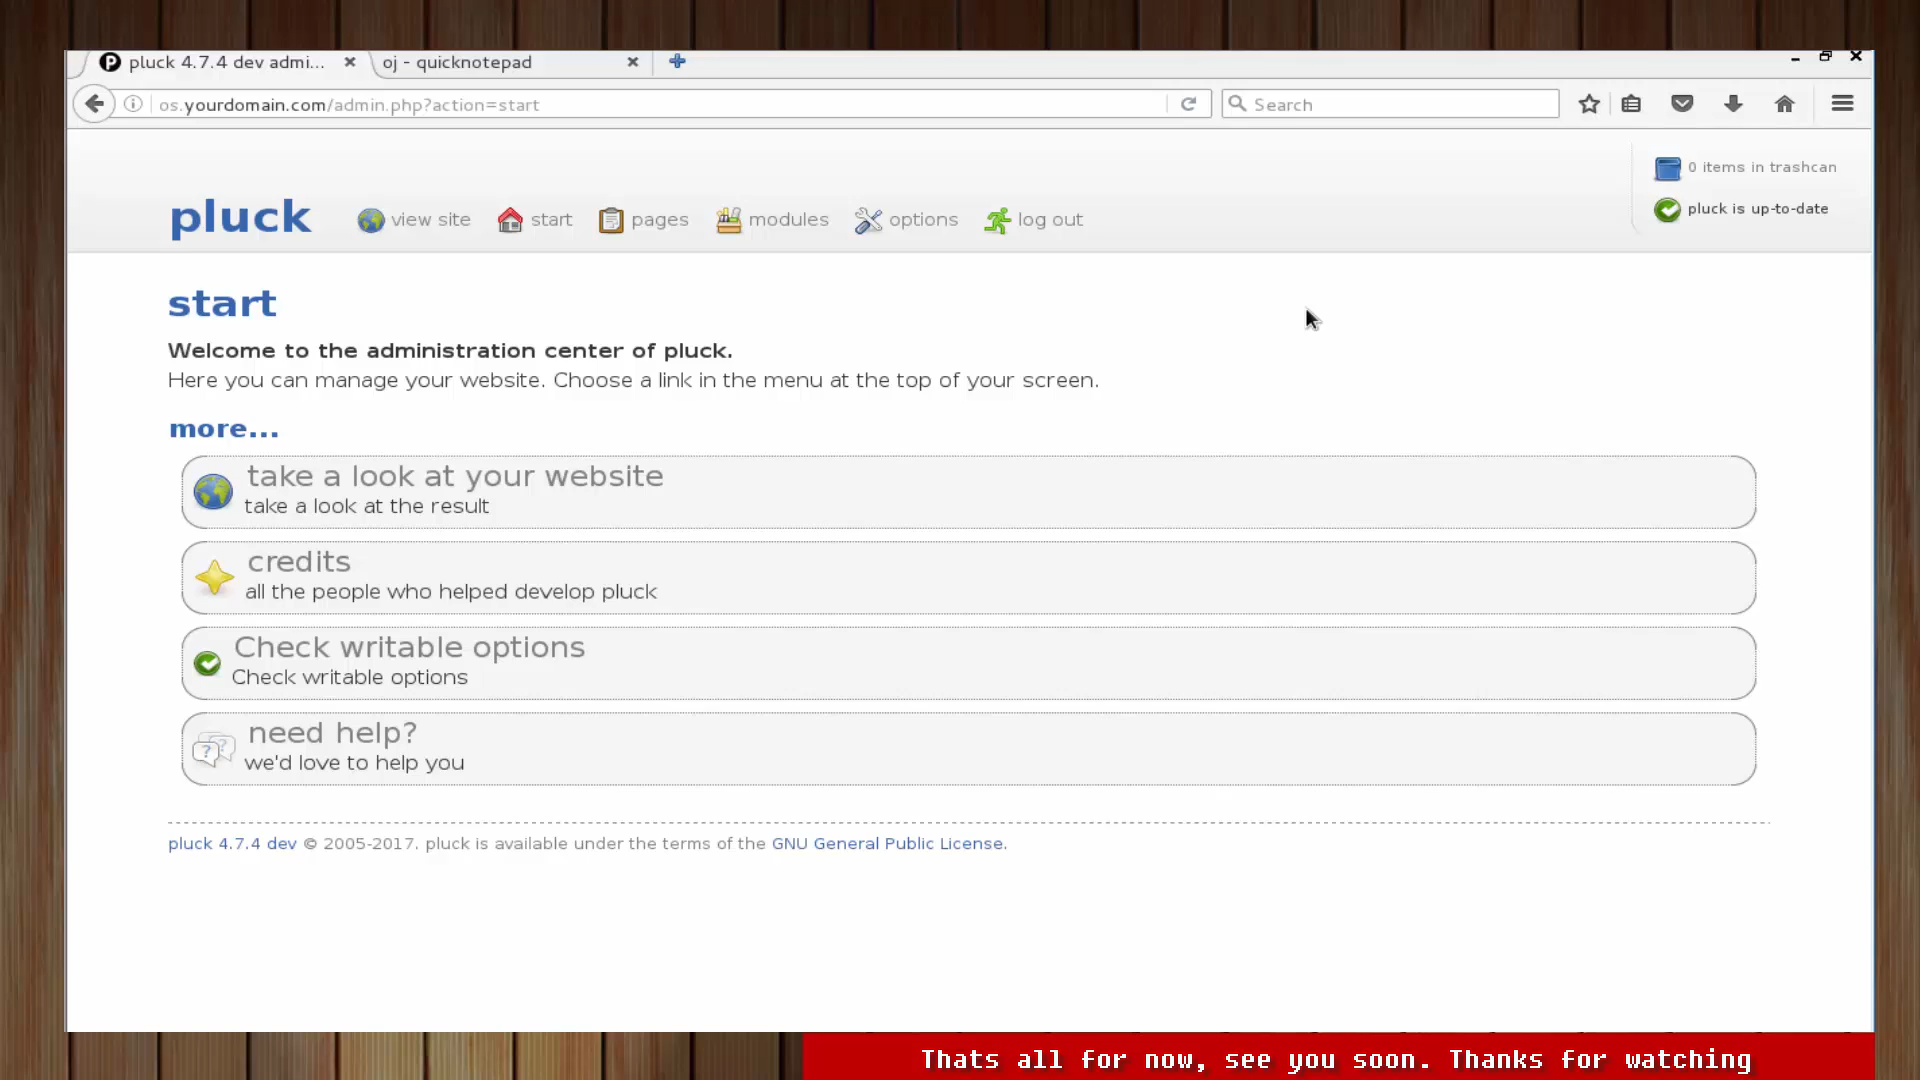 pluck 4.7.4 dev admi...
oj - quicknotepad
os.yourdomain.com/admin.php?action=start
Search
0 items in trashcan
pluck is up-to-date
pluck
view site
start
pages
modules
options
log out
start
Welcome to the administration center of pluck.
Here you can manage your website. Choose a link in the menu at the top of your screen.
more...
take a look at your website
take a look at the result
credits
all the people who helped develop pluck
Check writable options
Check writable options
need help?
we'd love to help you
pluck 4.7.4 dev © 2005-2017. pluck is available under the terms of the GNU General Public License.
Thats all for now, see you soon. Thanks for watching